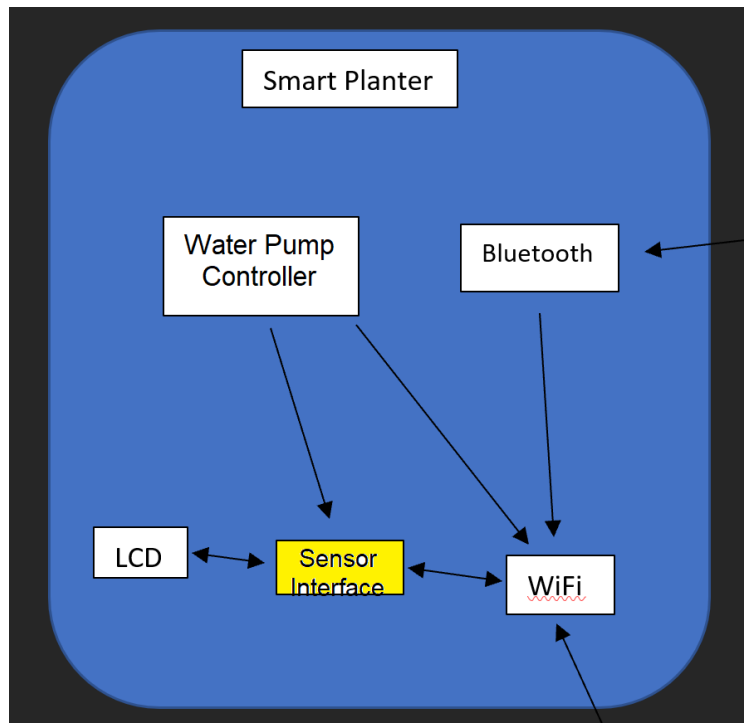 Smart Planter
Water Pump
Controller
Bluetooth
LCD
Sensor
Interface
WiFi